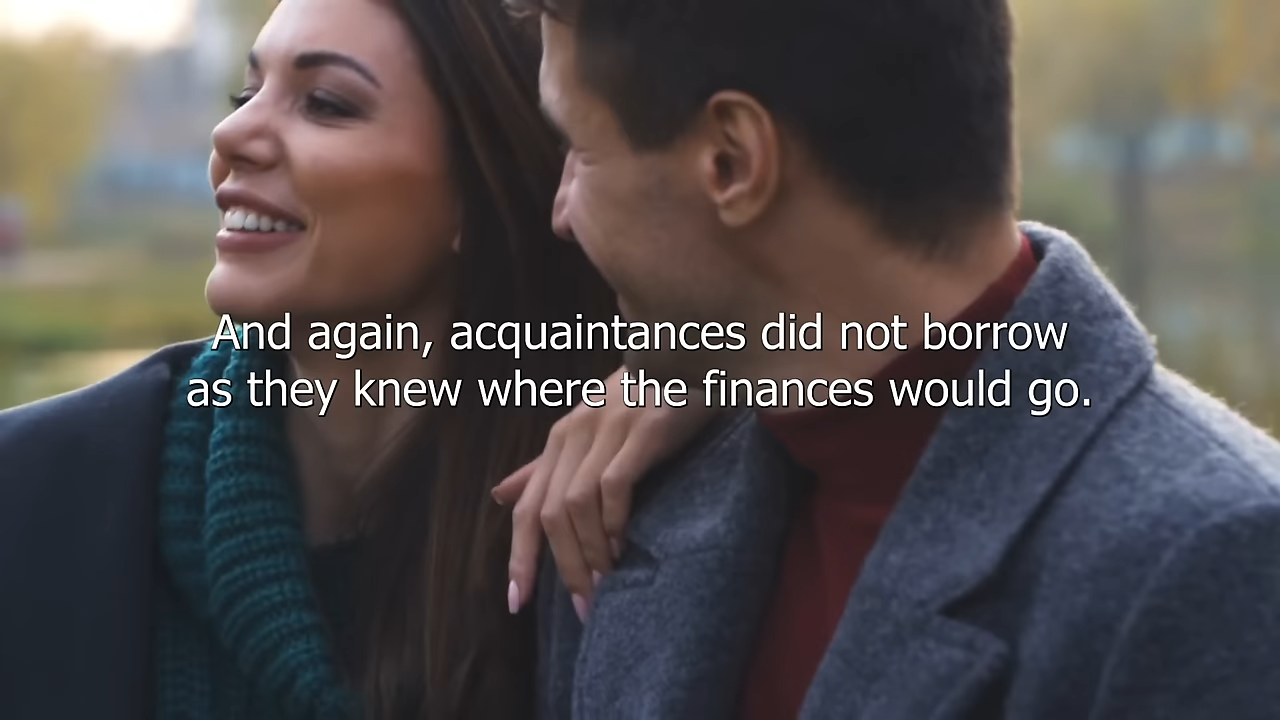 And again, acquaintances did not borrow
as they knew where the finances would go.